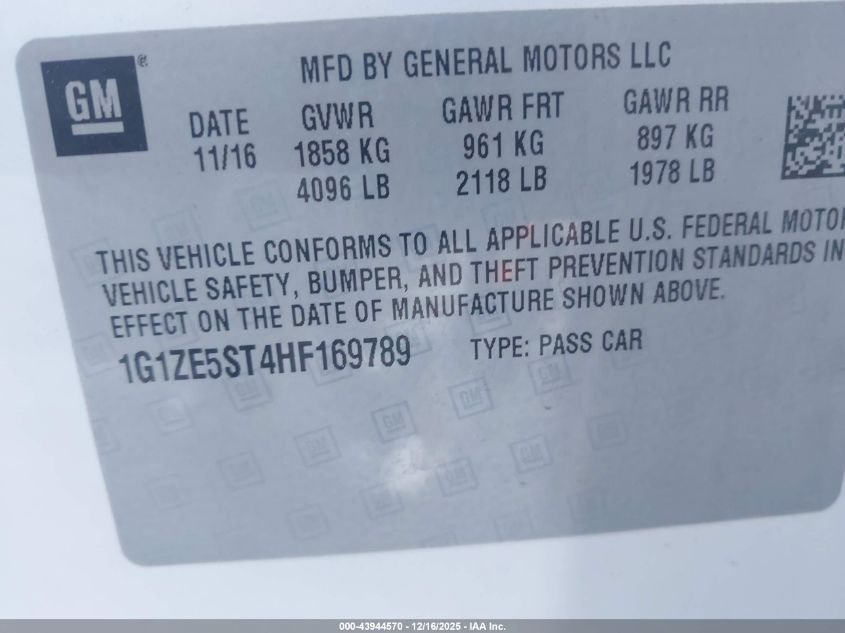 GM ®
MFD BY GENERAL MOTORS LLC
DATE GVWR GAWR FRT GAWR RR
11/16 1858 KG 961 KG 897 KG
4096 LB 2118 LB 1978 LB
THIS VEHICLE CONFORMS TO ALL APPLICABLE U.S. FEDERAL MOTOR
VEHICLE SAFETY, BUMPER, AND THEFT PREVENTION STANDARDS IN
EFFECT ON THE DATE OF MANUFACTURE SHOWN ABOVE.
1G1ZE5ST4HF169789 TYPE: PASS CAR
000-43944570 - 12/16/2025 - IAA Inc.